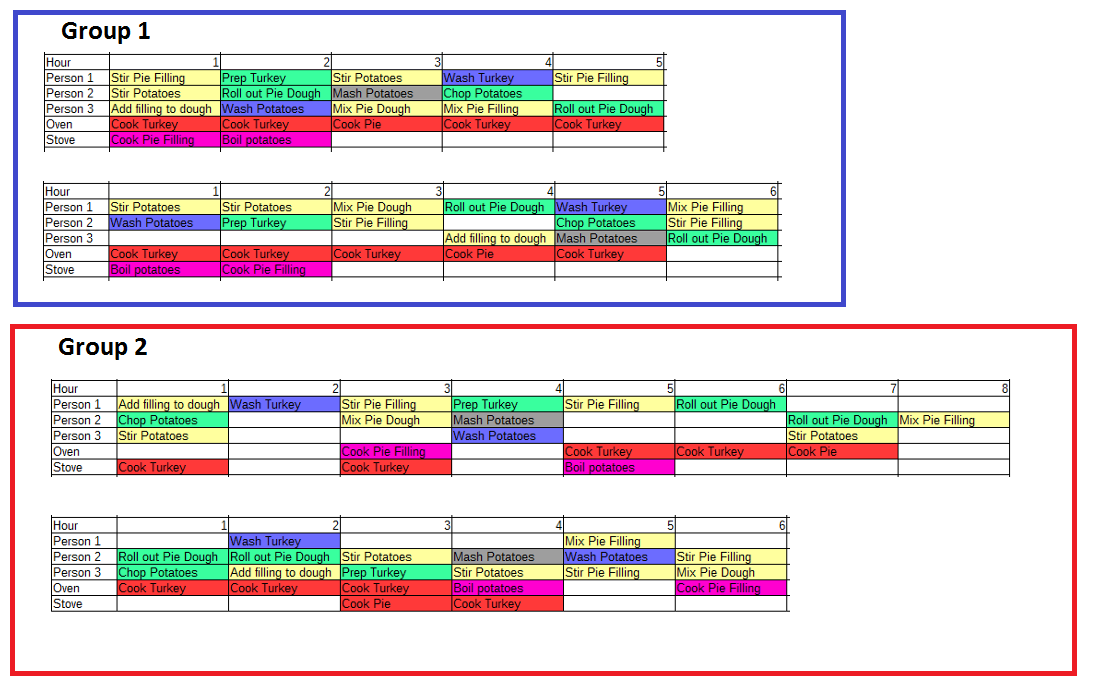 Group 1
Hour 1 2 3 4 5
Person 1 Stir Pie Filling Prep Turkey Stir Potatoes Wash Turkey Stir Pie Filling
Person 2 Stir Potatoes Roll out Pie Dough Mash Potatoes Chop Potatoes
Person 3 Add filling to dough Wash Potatoes Mix Pie Dough Mix Pie Filling Roll out Pie Dough
Oven Cook Turkey Cook Turkey Cook Pie Cook Turkey Cook Turkey
Stove Cook Pie Filling Boil potatoes
Hour 1 2 3 4 5 6
Person 1 Stir Potatoes Stir Potatoes Mix Pie Dough Roll out Pie Dough Wash Turkey Mix Pie Filling
Person 2 Wash Potatoes Prep Turkey Stir Pie Filling Chop Potatoes Stir Pie Filling
Person 3 Add filling to dough Mash Potatoes Roll out Pie Dough
Oven Cook Turkey Cook Turkey Cook Turkey Cook Pie Cook Turkey
Stove Boil potatoes Cook Pie Filling
Group 2
Hour 1 2 3 4 5 6 7 8
Person 1 Add filling to dough Wash Turkey Stir Pie Filling Prep Turkey Stir Pie Filling Roll out Pie Dough
Person 2 Chop Potatoes Mix Pie Dough Mash Potatoes Roll out Pie Dough Mix Pie Filling
Person 3 Stir Potatoes Wash Potatoes Stir Potatoes
Oven Cook Pie Filling Cook Turkey Cook Turkey Cook Pie
Stove Cook Turkey Cook Turkey Boil potatoes
Hour 1 2 3 4 5 6
Person 1 Wash Turkey Mix Pie Filling
Person 2 Roll out Pie Dough Roll out Pie Dough Stir Potatoes Mash Potatoes Wash Potatoes Stir Pie Filling
Person 3 Chop Potatoes Add filling to dough Prep Turkey Stir Potatoes Stir Pie Filling Mix Pie Dough
Oven Cook Turkey Cook Turkey Cook Turkey Boil potatoes Cook Pie Filling
Stove Cook Pie Cook Turkey